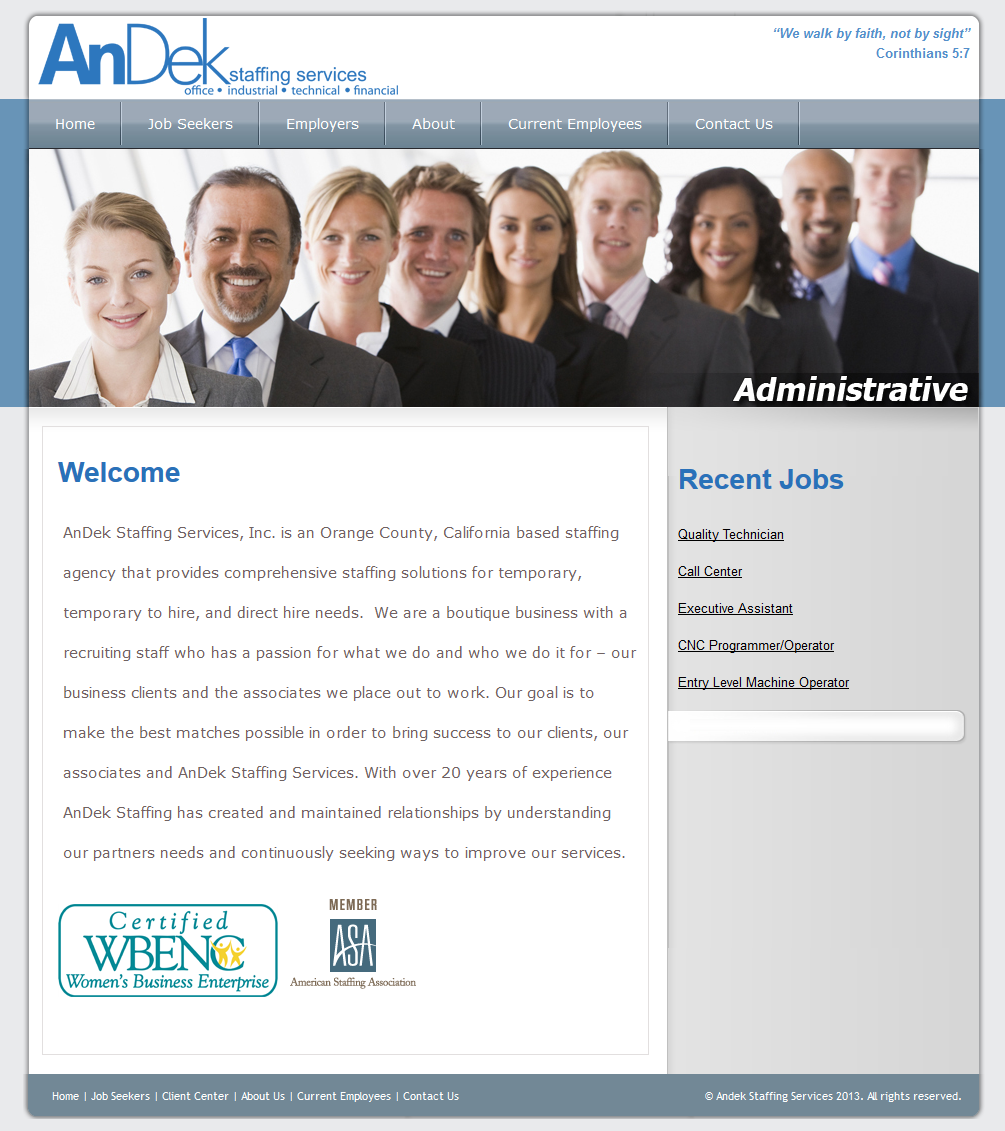 AnDek staffing services
office • industrial • technical • financial
“We walk by faith, not by sight”
Corinthians 5:7
Home Job Seekers Employers About Current Employees Contact Us
Administrative
Welcome
AnDek Staffing Services, Inc. is an Orange County, California based staffing
agency that provides comprehensive staffing solutions for temporary,
temporary to hire, and direct hire needs.  We are a boutique business with a
recruiting staff who has a passion for what we do and who we do it for – our
business clients and the associates we place out to work. Our goal is to
make the best matches possible in order to bring success to our clients, our
associates and AnDek Staffing Services. With over 20 years of experience
AnDek Staffing has created and maintained relationships by understanding
our partners needs and continuously seeking ways to improve our services.
Certified
WBENC
Women's Business Enterprise
MEMBER
ASA
American Staffing Association
Recent Jobs
Quality Technician
Call Center
Executive Assistant
CNC Programmer/Operator
Entry Level Machine Operator
Home | Job Seekers | Client Center | About Us | Current Employees | Contact Us
© Andek Staffing Services 2013. All rights reserved.